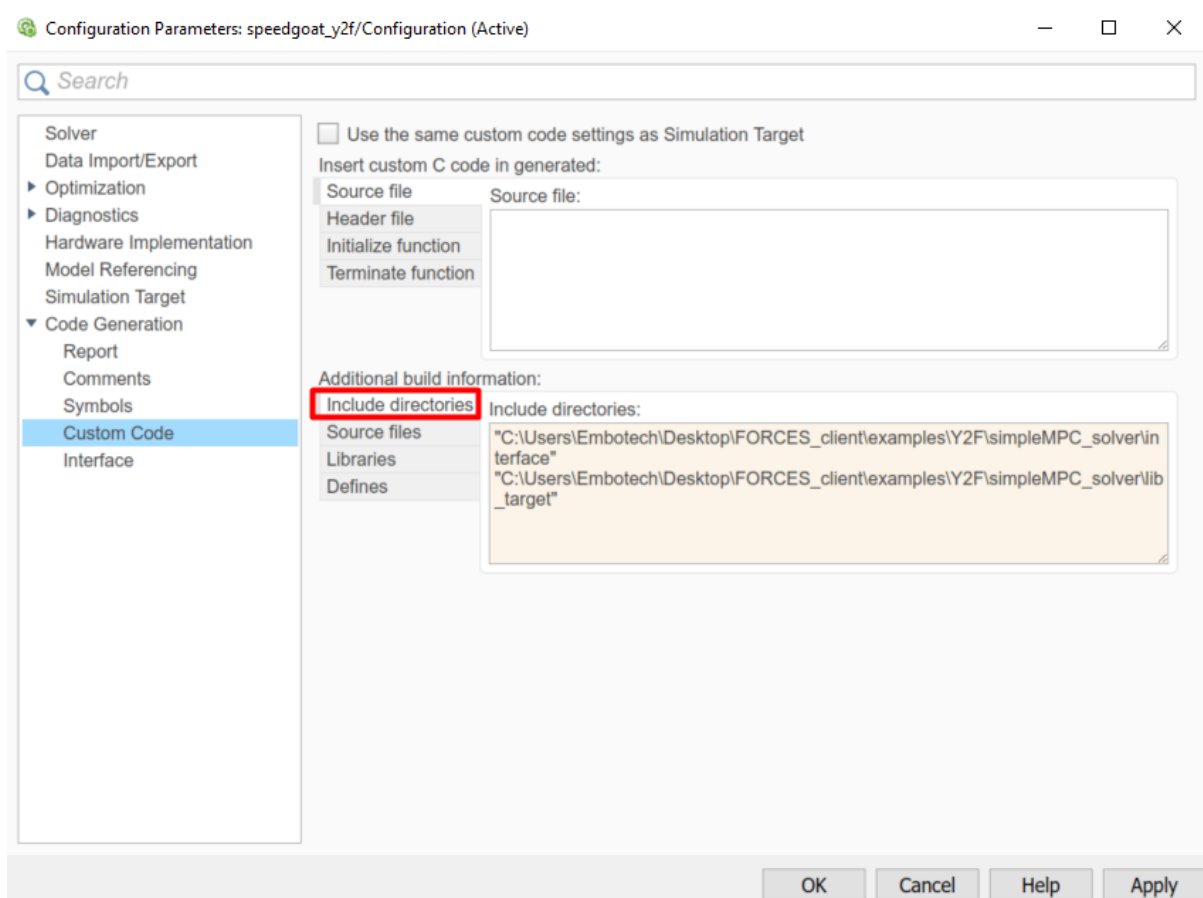 Configuration Parameters: speedgoat_y2f/Configuration (Active)
Search
Solver
Data Import/Export
Optimization
Diagnostics
Hardware Implementation
Model Referencing
Simulation Target
Code Generation
Report
Comments
Symbols
Custom Code
Interface
Use the same custom code settings as Simulation Target
Insert custom C code in generated:
Source file
Header file
Initialize function
Terminate function
Source file:
Additional build information:
Include directories
Source files
Libraries
Defines
Include directories:
"C:\Users\Embotech\Desktop\FORCES_client\examples\Y2F\simpleMPC_solver\in
terface"
"C:\Users\Embotech\Desktop\FORCES_client\examples\Y2F\simpleMPC_solver\lib
_target"
OK
Cancel
Help
Apply